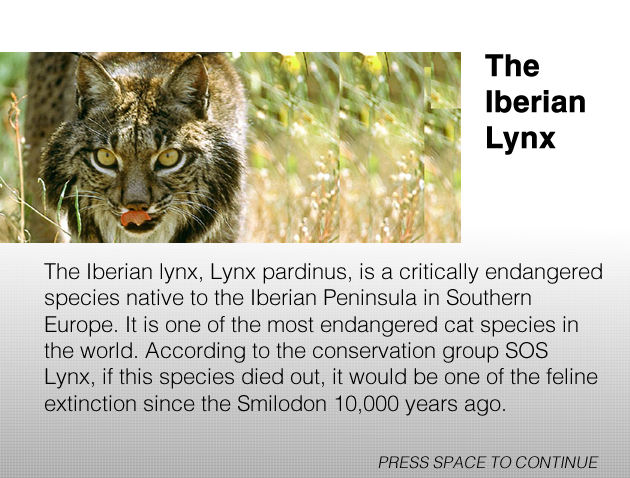 The
Iberian
Lynx
The Iberian lynx, Lynx pardinus, is a critically endangered
species native to the Iberian Peninsula in Southern
Europe. It is one of the most endangered cat species in
the world. According to the conservation group SOS
Lynx, if this species died out, it would be one of the feline
extinction since the Smilodon 10,000 years ago.
PRESS SPACE TO CONTINUE